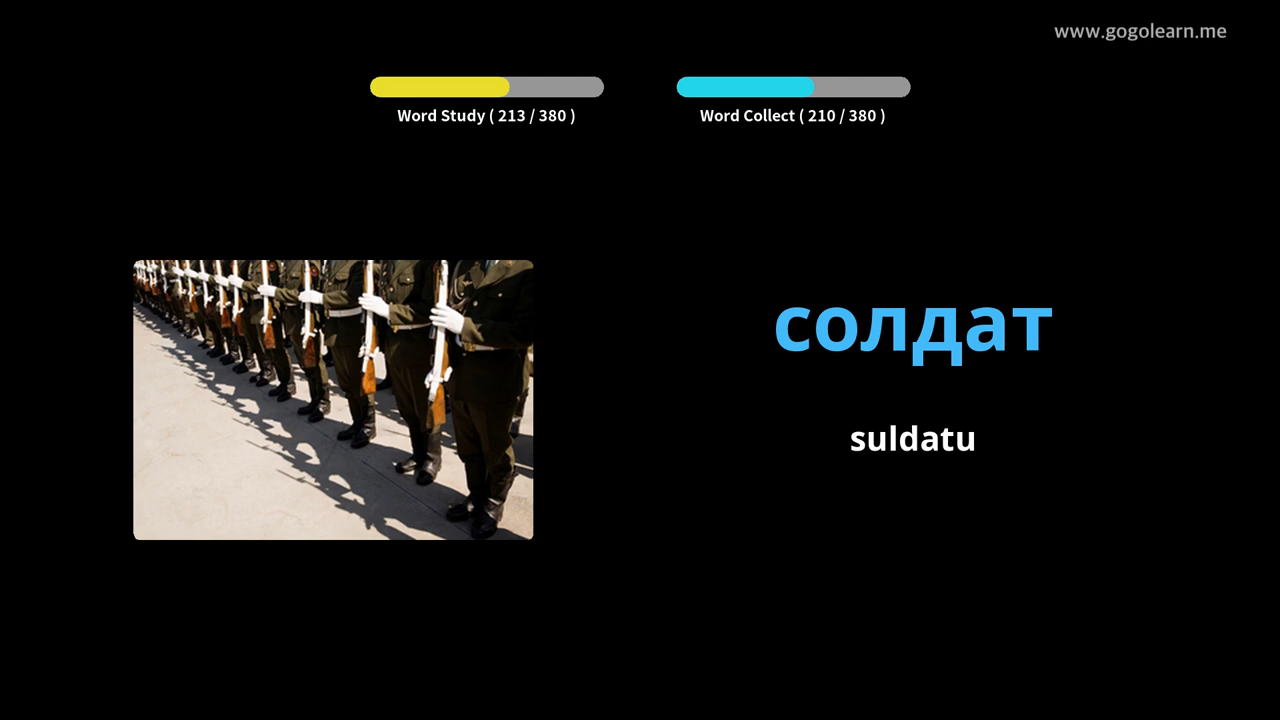 www.gogolearn.me
Word Study ( 213 / 380 )
Word Collect ( 210 / 380 )
солдат
suldatu